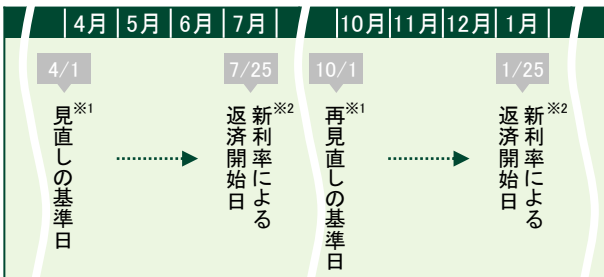 4月 5月 6月 7月 10月 11月 12月 1月
4/1 7/25 10/1 1/25
見直しの基準日※1
新利率による※2
返済開始日
再見直しの基準日※1
新利率による※2
返済開始日